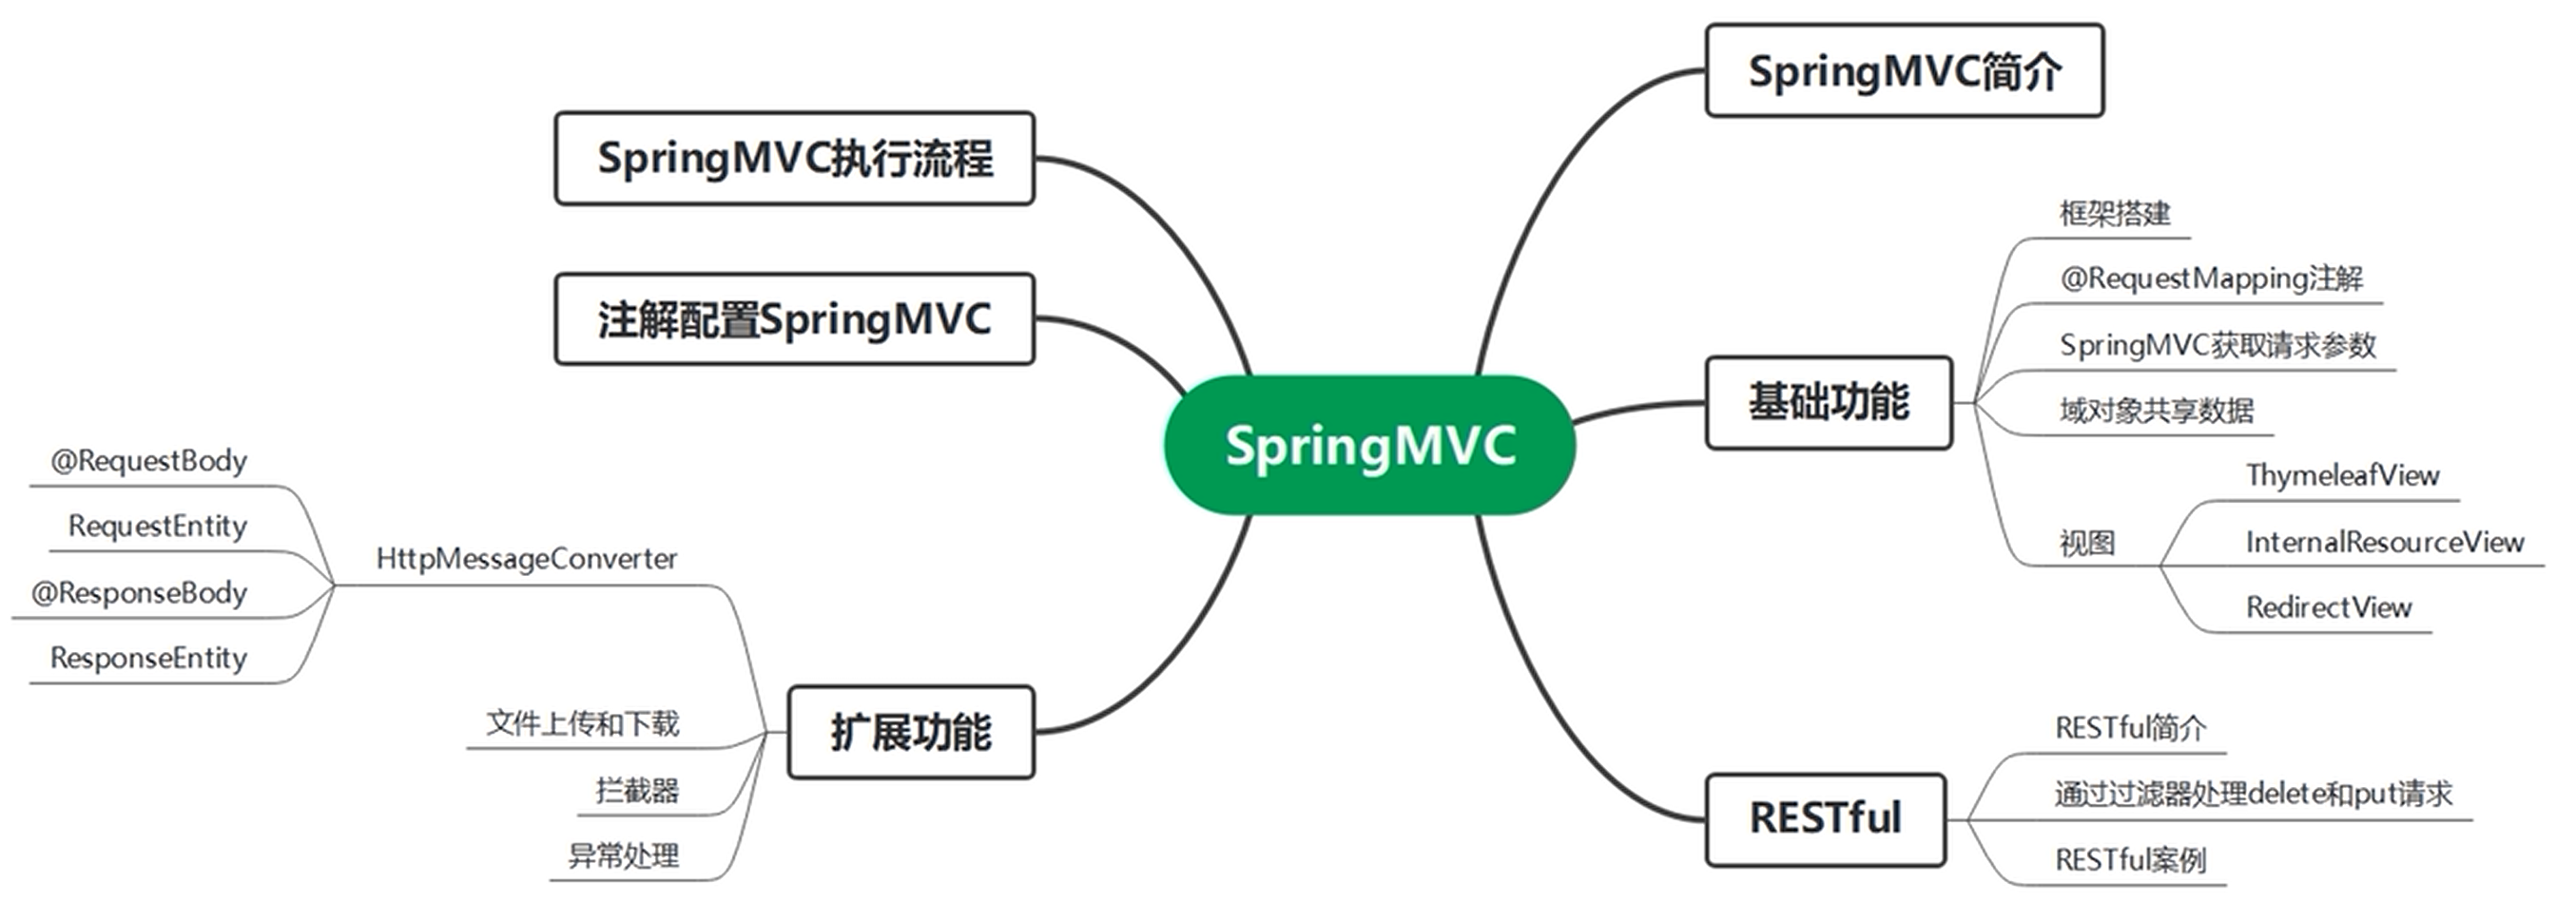 SpringMVC
SpringMVC简介
基础功能
框架搭建
@RequestMapping注解
SpringMVC获取请求参数
域对象共享数据
视图
ThymeleafView
InternalResourceView
RedirectView
RESTful
RESTful简介
通过过滤器处理delete和put请求
RESTful案例
SpringMVC执行流程
注解配置SpringMVC
扩展功能
HttpMessageConverter
@RequestBody
RequestEntity
@ResponseBody
ResponseEntity
文件上传和下载
拦截器
异常处理